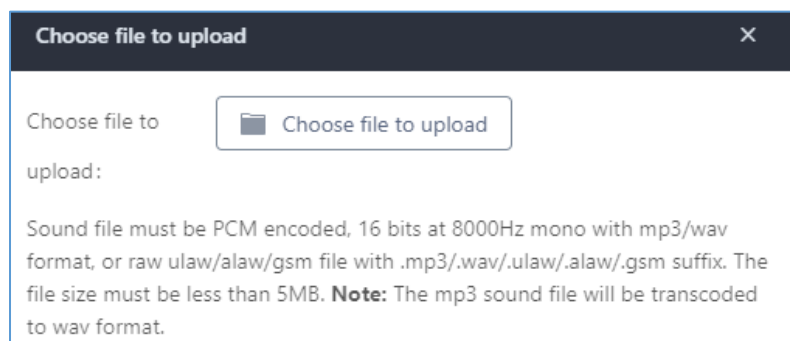 Choose file to upload
Choose file to
upload:
Choose file to upload
Sound file must be PCM encoded, 16 bits at 8000Hz mono with mp3/wav
format, or raw ulaw/alaw/gsm file with .mp3/.wav/.ulaw/.alaw/.gsm suffix. The
file size must be less than 5MB. Note: The mp3 sound file will be transcoded
to wav format.